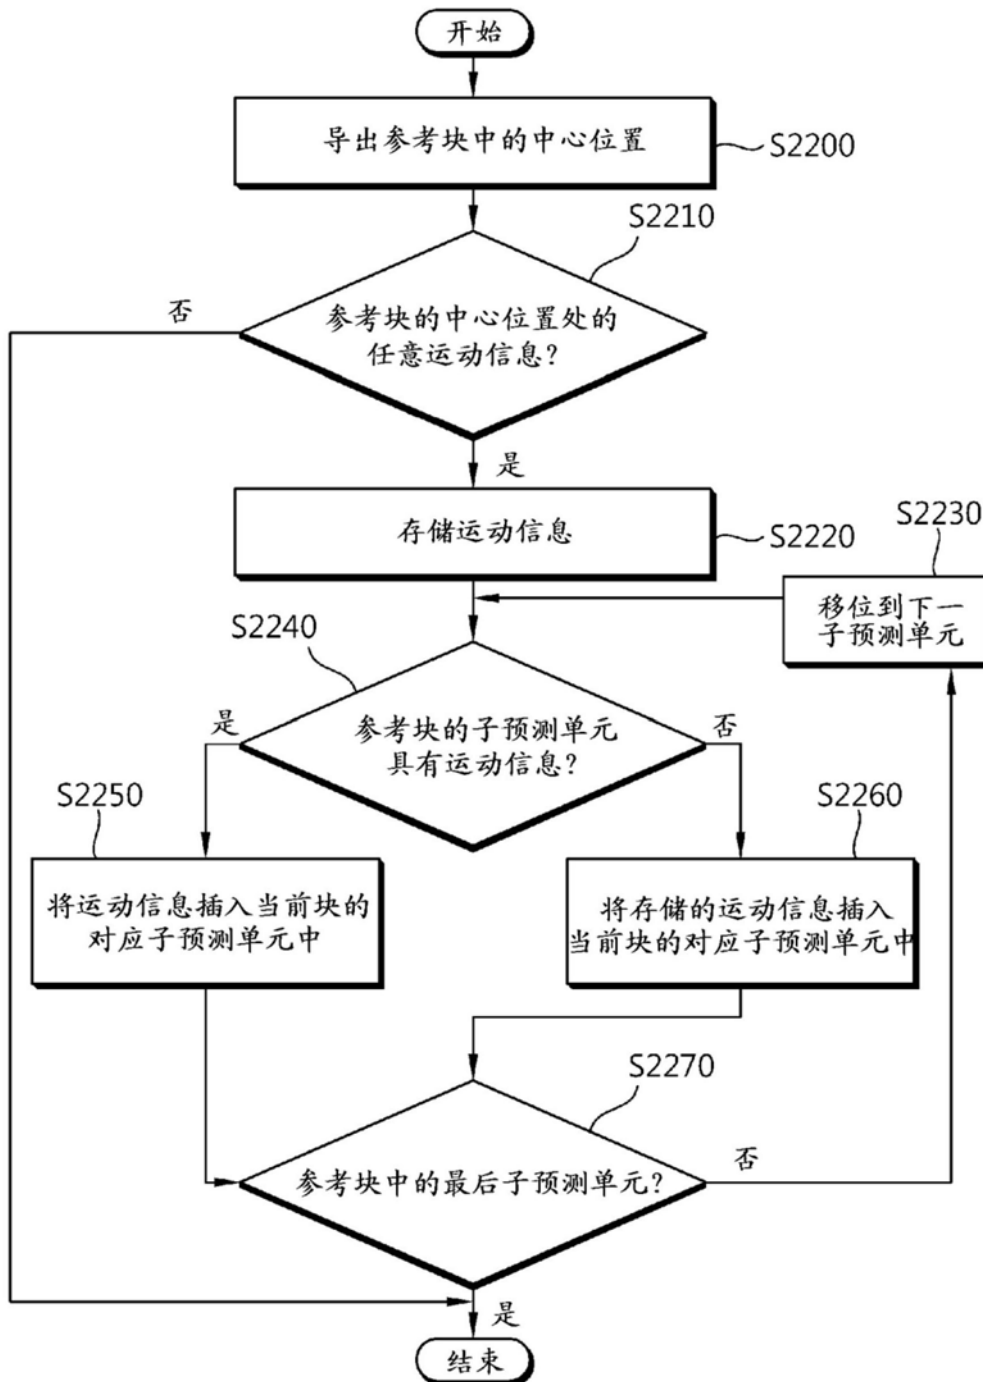 开始
导出参考块中的中心位置
S2200
S2210
否
参考块的中心位置处的
任意运动信息?
是
存储运动信息
S2220
S2230
移位到下一
子预测单元
S2240
是
参考块的子预测单元
具有运动信息?
否
S2250
S2260
将运动信息插入当前块的
对应子预测单元中
将存储的运动信息插入
当前块的对应子预测单元中
S2270
参考块中的最后子预测单元?
否
是
结束